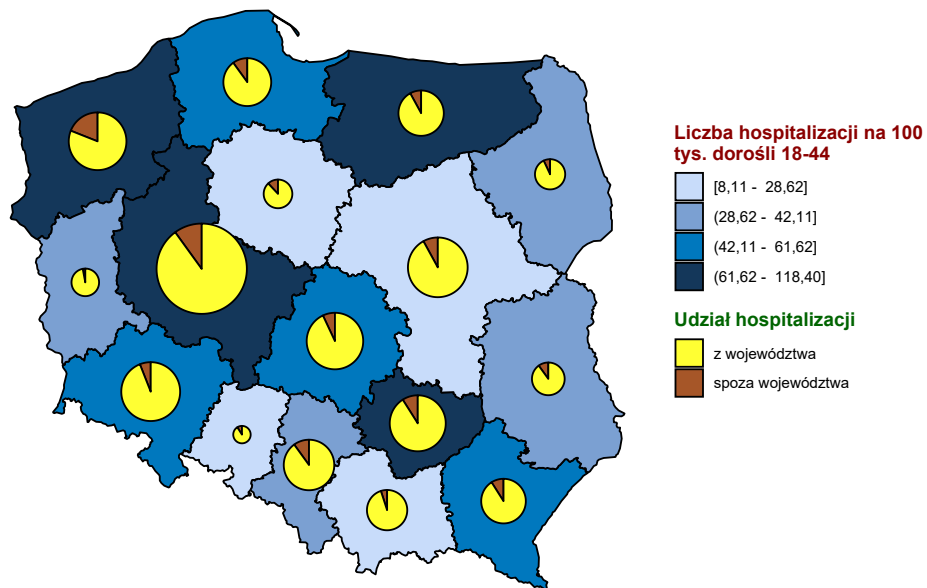 Liczba hospitalizacji na 100
tys. dorośli 18-44
[8,11 - 28,62]
(28,62 - 42,11]
(42,11 - 61,62]
(61,62 - 118,40]
Udział hospitalizacji
z województwa
spoza województwa